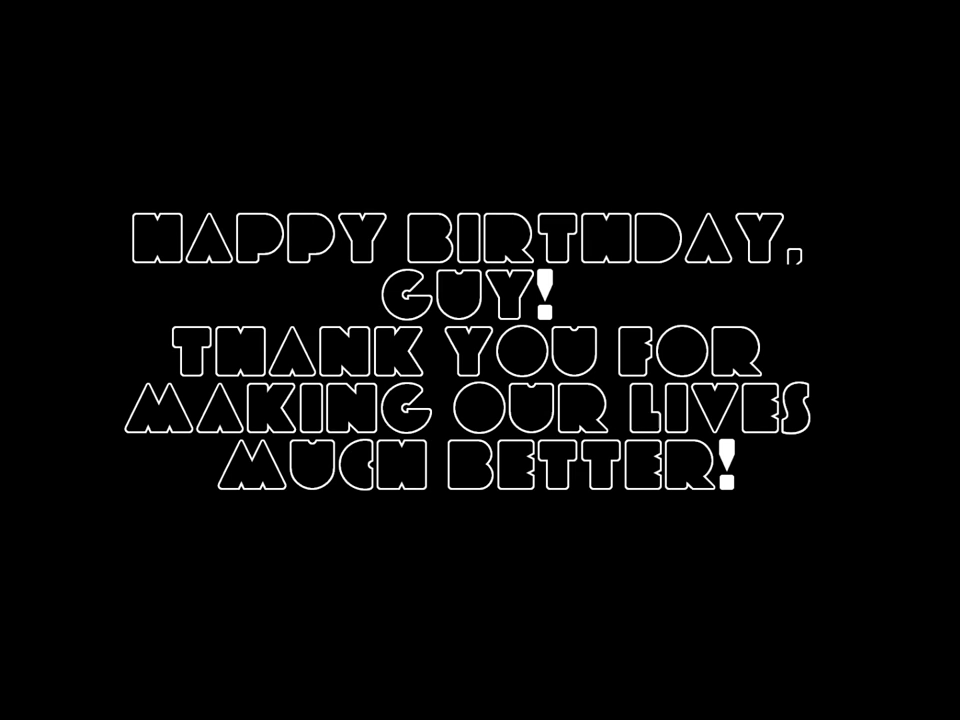 HAPPY BIRTHDAY,
GUY!
THANK YOU FOR
MAKING OUR LIVES
MUCH BETTER!